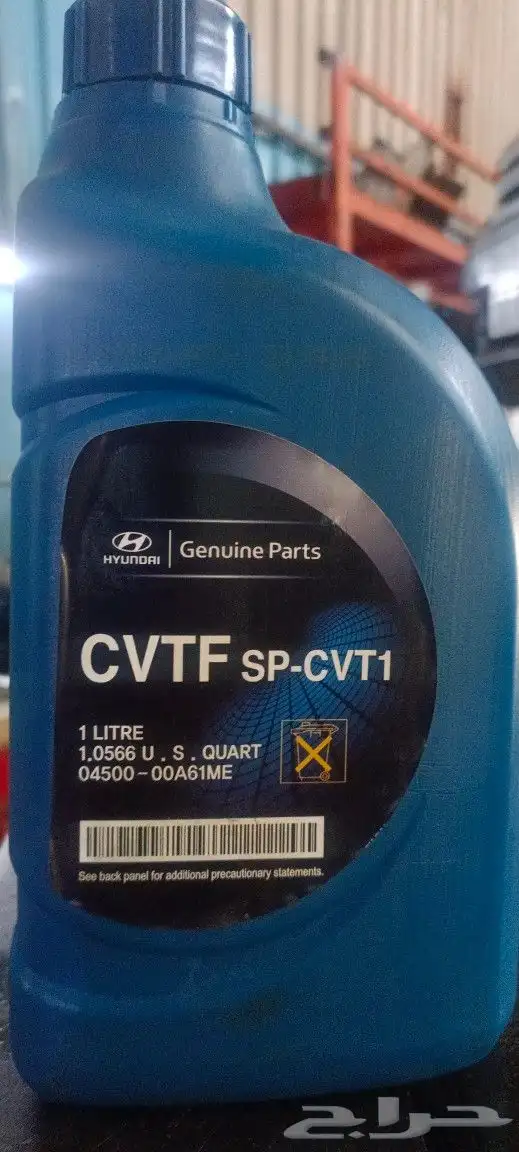 HYUNDAI
Genuine Parts
CVTF SP-CVT1
1 LITRE
1.0566 U . S . QUART
04500-00A61ME
See back panel for additional precautionary statements.
حراج